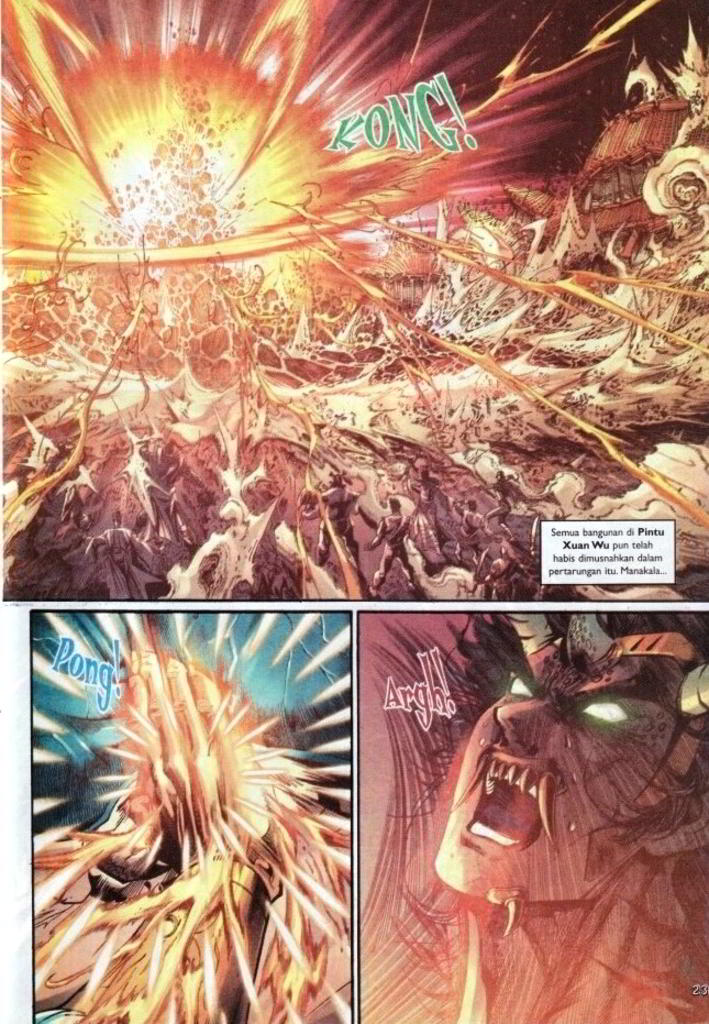 KONG!
Semua bangunan di Pintu
Xuan Wu pun telah
habis dimusnahkan dalam
pertarungan itu. Manakala...
Pong!
Argh!
23